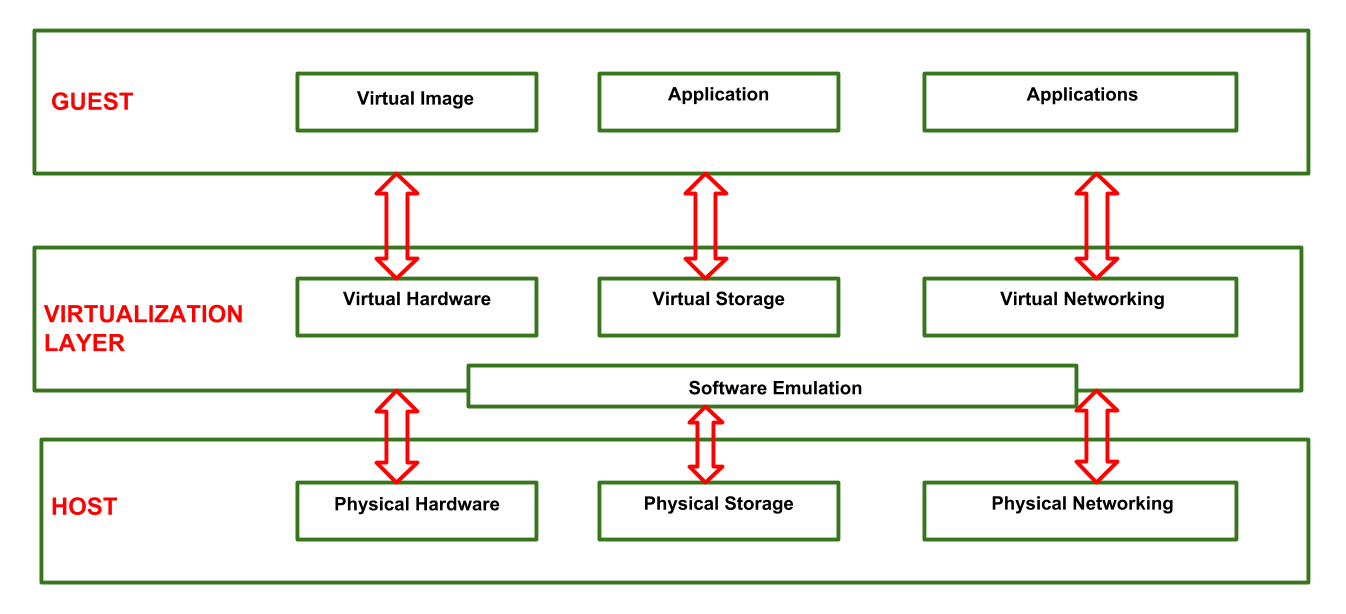 GUEST
Virtual Image
Application
Applications
VIRTUALIZATION
LAYER
Virtual Hardware
Virtual Storage
Virtual Networking
Software Emulation
HOST
Physical Hardware
Physical Storage
Physical Networking